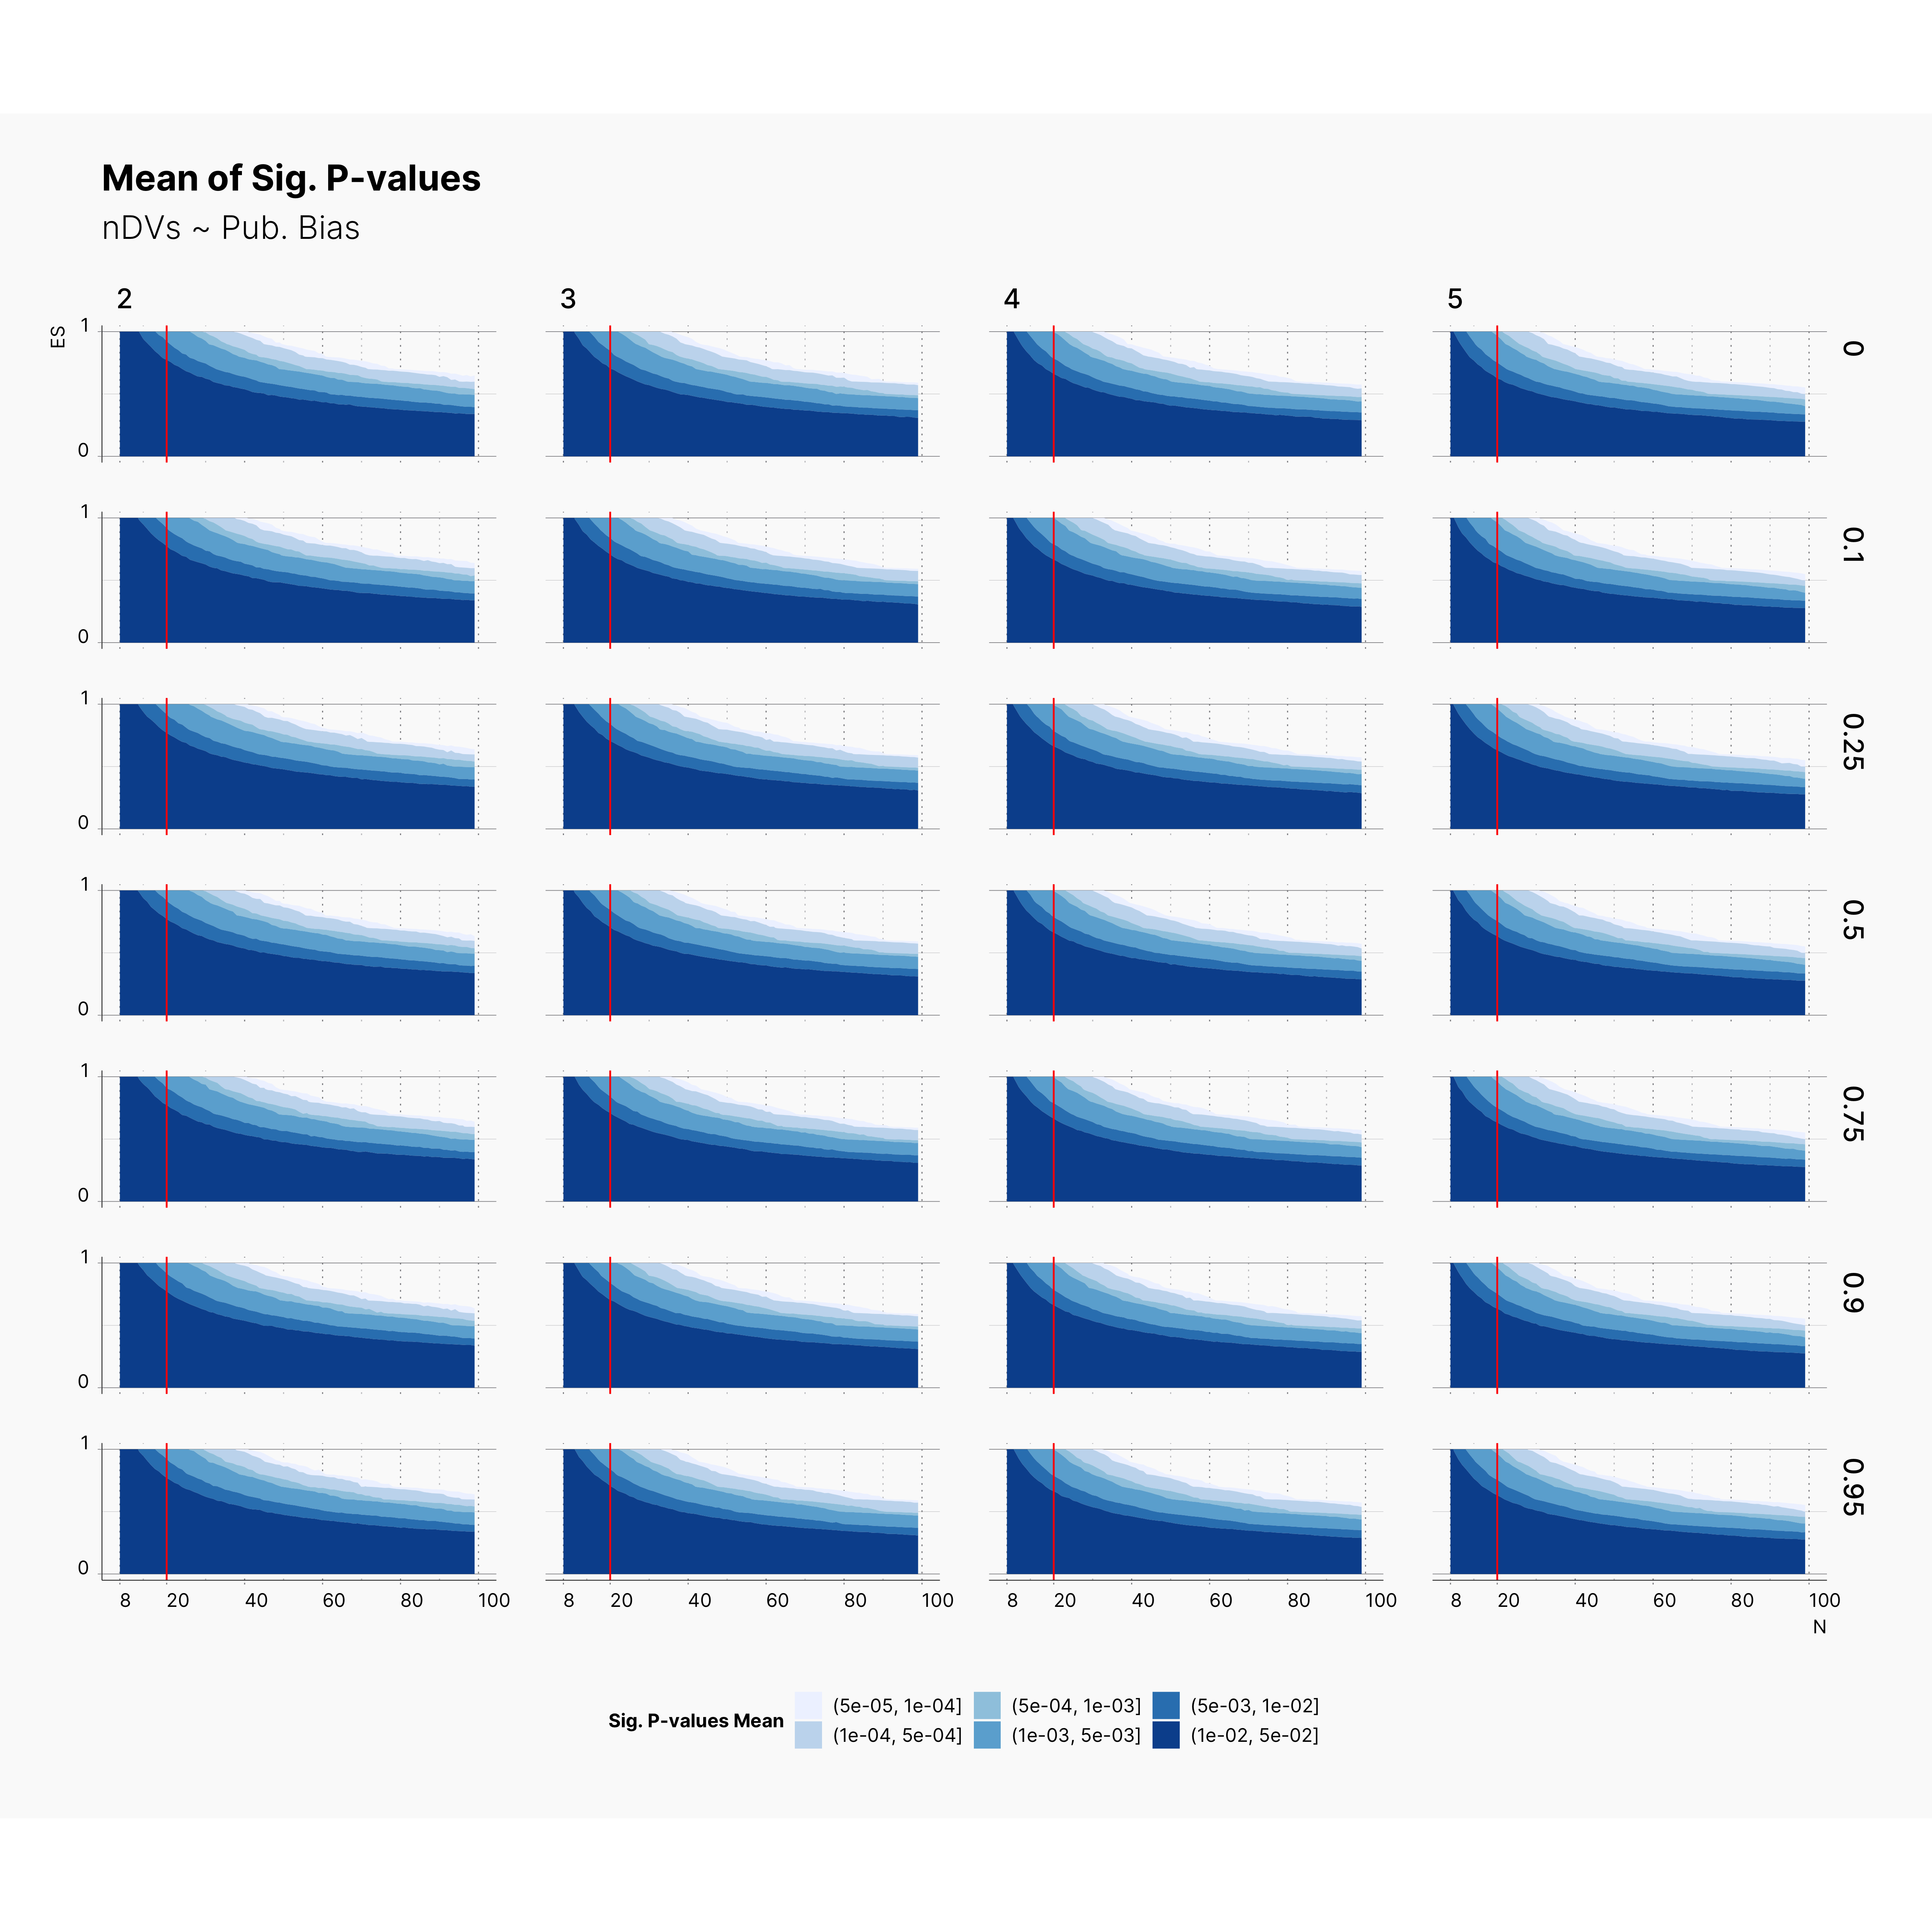 Mean of Sig. P-values
nDVs ~ Pub. Bias
2 3 4 5
ES
1
0
0
1
0
0.1
1
0
0.25
1
0
0.5
1
0
0.75
1
0
0.9
1
0
0.95
8 20 40 60 80 100 8 20 40 60 80 100 8 20 40 60 80 100 8 20 40 60 80 100
N
Sig. P-values Mean
(5e-05, 1e-04] (5e-04, 1e-03] (5e-03, 1e-02]
(1e-04, 5e-04] (1e-03, 5e-03] (1e-02, 5e-02]